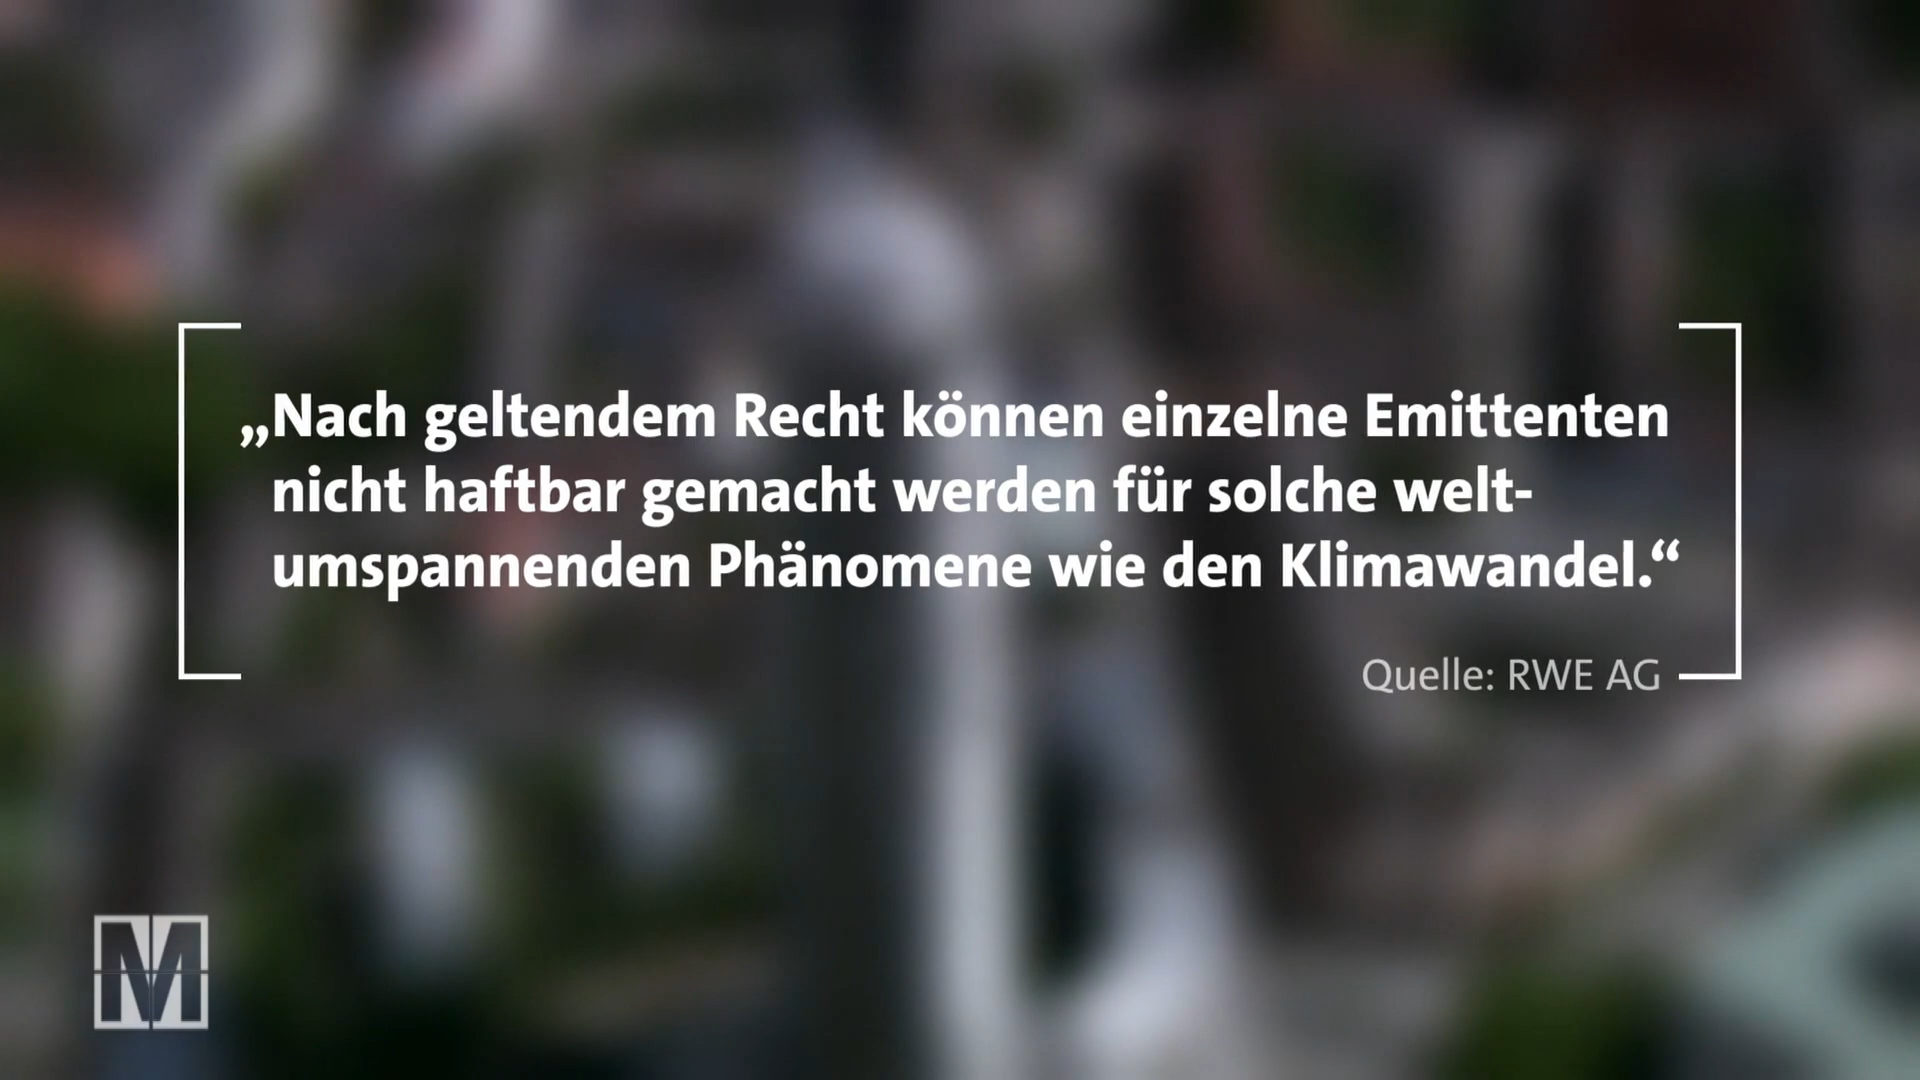 „Nach geltendem Recht können einzelne Emittenten
nicht haftbar gemacht werden für solche welt-
umspannenden Phänomene wie den Klimawandel.“
Quelle: RWE AG
M